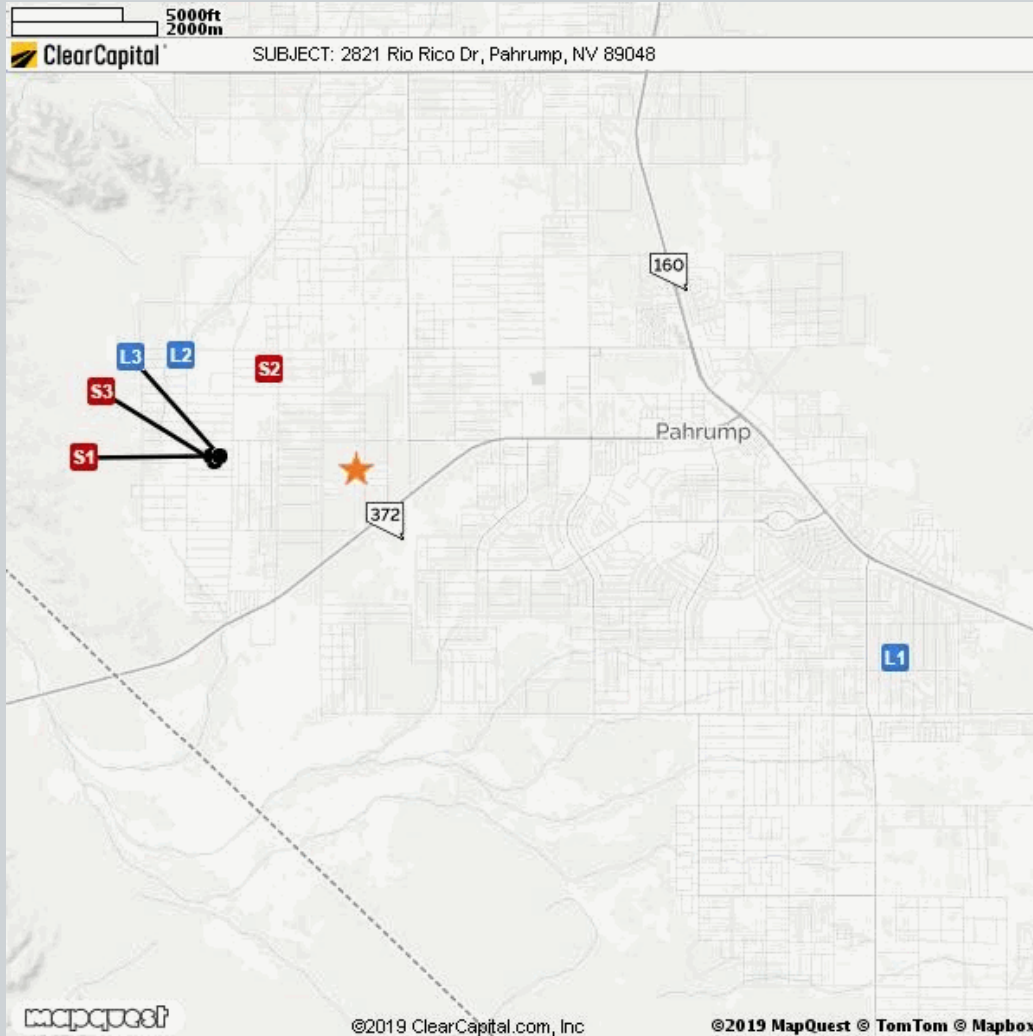 5000ft
2000m
ClearCapital
SUBJECT: 2821 Rio Rico Dr, Pahrump, NV 89048
160
L3
L2
S2
S3
Pahrump
S1
372
L1
mapquest
©2019 ClearCapital.com, Inc
©2019 MapQuest © TomTom © Mapbox